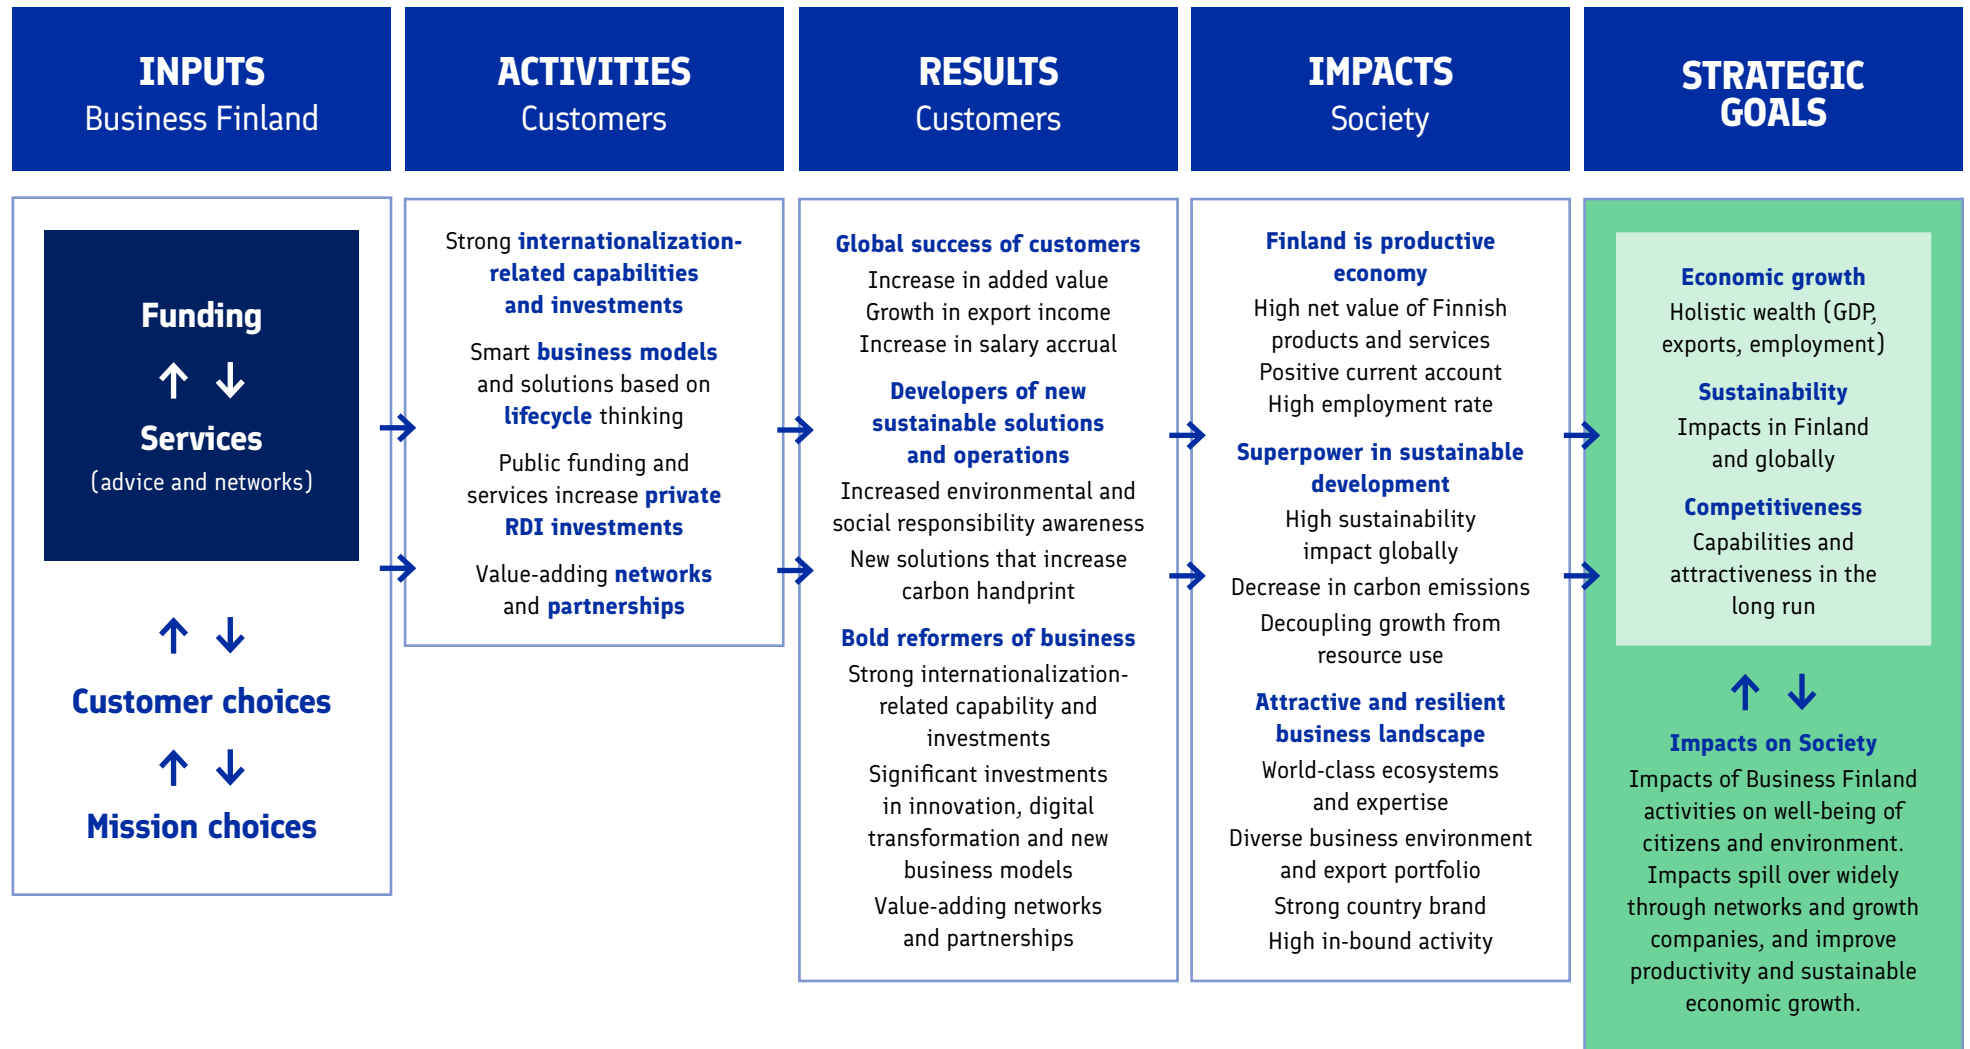 INPUTS
Business Finland
ACTIVITIES
Customers
RESULTS
Customers
IMPACTS
Society
STRATEGIC
GOALS
Funding
Services
(advice and networks)
Customer choices
Mission choices
Strong internationalization-
related capabilities
and investments
Smart business models
and solutions based on
lifecycle thinking
Public funding and
services increase private
RDI investments
Value-adding networks
and partnerships
Global success of customers
Increase in added value
Growth in export income
Increase in salary accrual
Developers of new
sustainable solutions
and operations
Increased environmental and
social responsibility awareness
New solutions that increase
carbon handprint
Bold reformers of business
Strong internationalization-
related capability and
investments
Significant investments
in innovation, digital
transformation and new
business models
Value-adding networks
and partnerships
Finland is productive
economy
High net value of Finnish
products and services
Positive current account
High employment rate
Superpower in sustainable
development
High sustainability
impact globally
Decrease in carbon emissions
Decoupling growth from
resource use
Attractive and resilient
business landscape
World-class ecosystems
and expertise
Diverse business environment
and export portfolio
Strong country brand
High in-bound activity
Economic growth
Holistic wealth (GDP,
exports, employment)
Sustainability
Impacts in Finland
and globally
Competitiveness
Capabilities and
attractiveness in the
long run
Impacts on Society
Impacts of Business Finland
activities on well-being of
citizens and environment.
Impacts spill over widely
through networks and growth
companies, and improve
productivity and sustainable
economic growth.